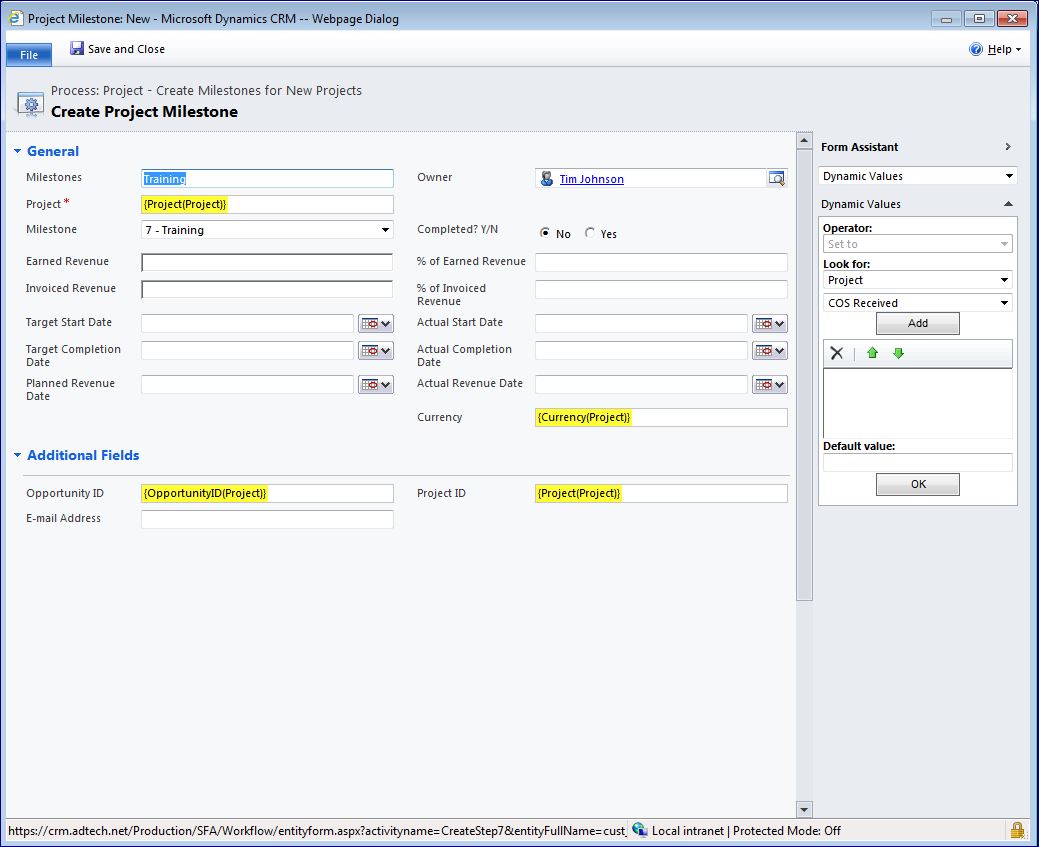 Project Milestone: New - Microsoft Dynamics CRM -- Webpage Dialog
File
Save and Close
Help
Process: Project - Create Milestones for New Projects
Create Project Milestone
General
Milestones
Training
Owner
Tim Johnson
Project *
{Project(Project)}
Milestone
7 - Training
Completed? Y/N
No
Yes
Earned Revenue
% of Earned Revenue
Invoiced Revenue
% of Invoiced
Revenue
Target Start Date
Actual Start Date
Target Completion
Date
Actual Completion
Date
Planned Revenue
Date
Actual Revenue Date
Currency
{Currency(Project)}
Additional Fields
Opportunity ID
{OpportunityID(Project)}
Project ID
{Project(Project)}
E-mail Address
Form Assistant
Dynamic Values
Dynamic Values
Operator:
Set to
Look for:
Project
COS Received
Add
Default value:
OK
https://crm.adtech.net/Production/SFA/Workflow/entityform.aspx?activityname=CreateStep7&entityFullName=cust_
Local intranet | Protected Mode: Off